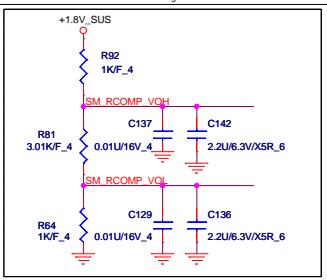 +1.8V_SUS
R92
1K/F_4
SM_RCOMP_VOH
C137
C142
R81
3.01K/F_4
0.01U/16V_4
2.2U/6.3V/X5R_6
SM_RCOMP_VOL
C129
C136
R64
1K/F_4
0.01U/16V_4
2.2U/6.3V/X5R_6